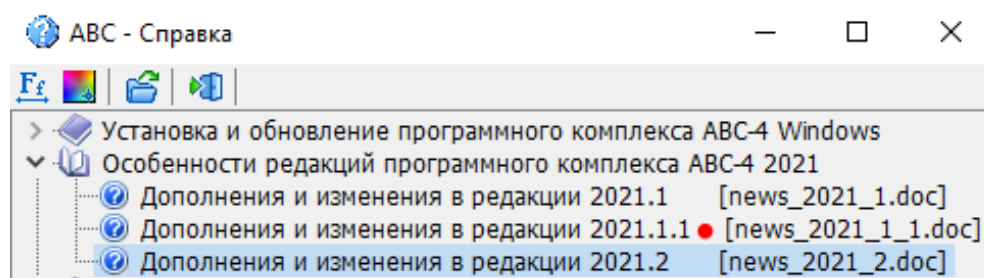 АВС - Справка
Ff
Установка и обновление программного комплекса АВС-4 Windows
Особенности редакций программного комплекса АВС-4 2021
Дополнения и изменения в редакции 2021.1 [news_2021_1.doc]
Дополнения и изменения в редакции 2021.1.1 [news_2021_1_1.doc]
Дополнения и изменения в редакции 2021.2 [news_2021_2.doc]